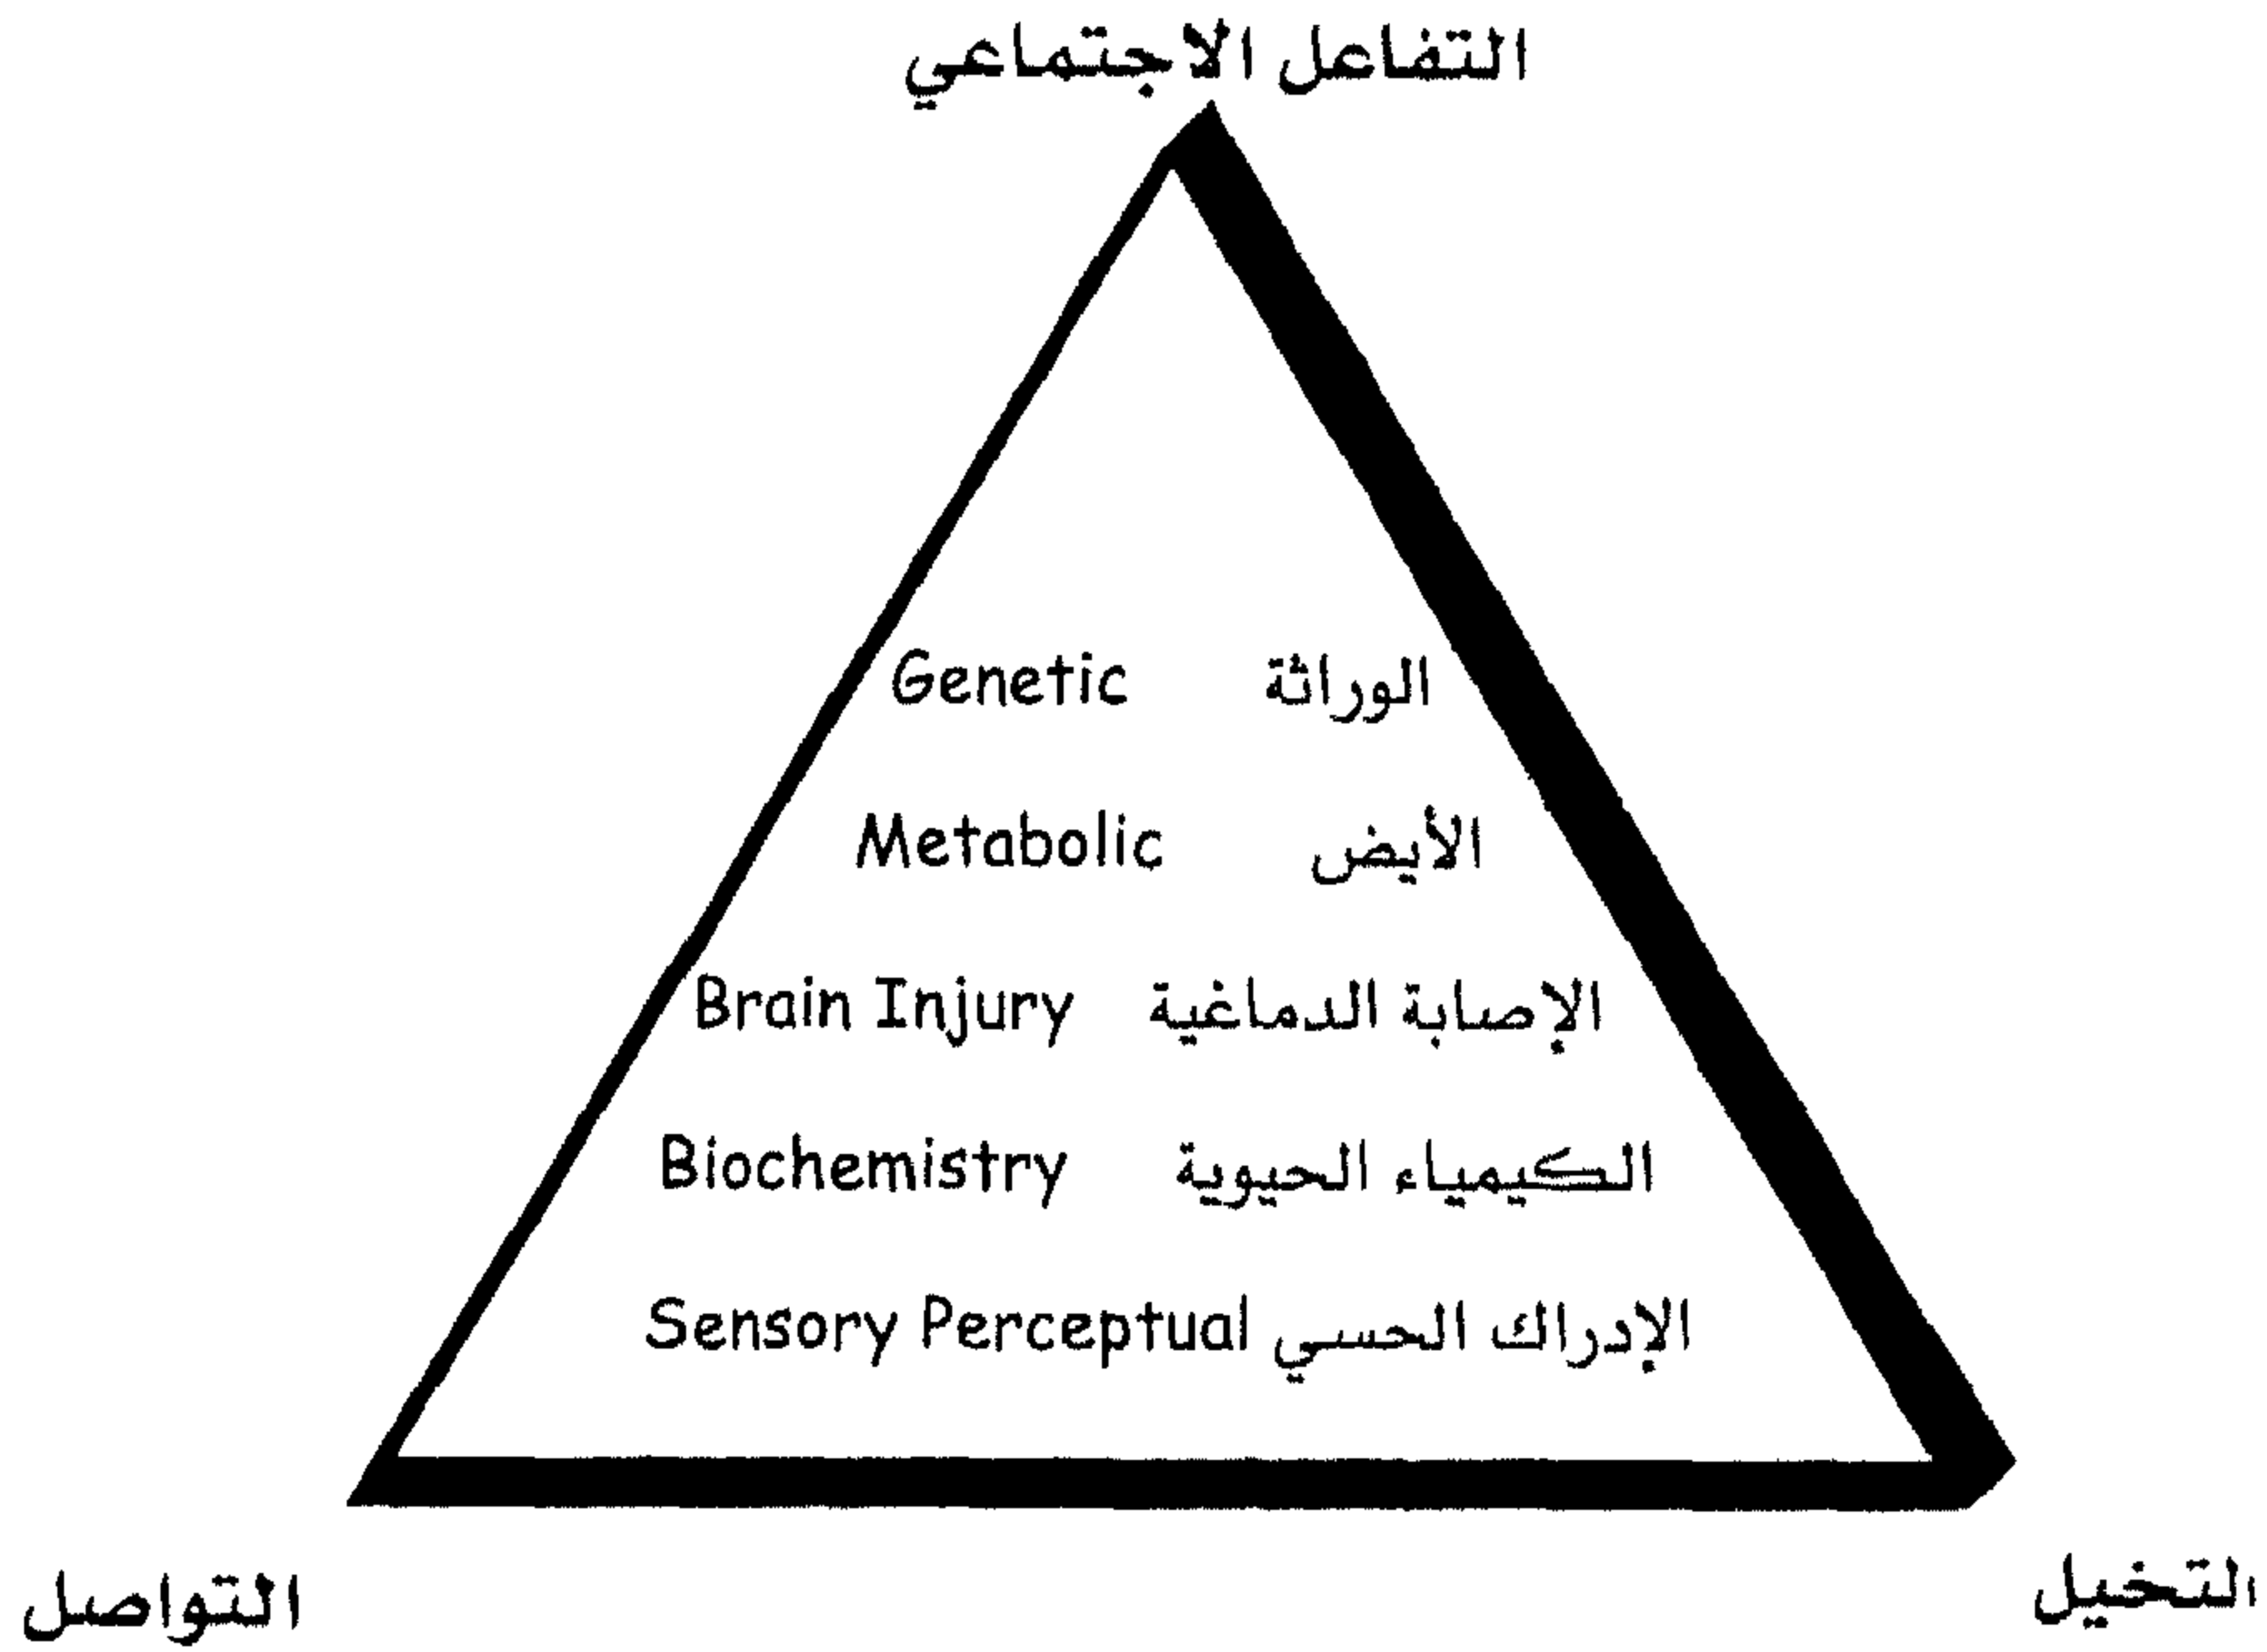 التفاعل الاجتماعي
Genetic الوراثة
Metabolic الأيض
Brain Injury الإصابة الدماغية
Biochemistry الكيمياء الحيوية
Sensory Perceptual الإدراك الحسي
التواصل التخيل